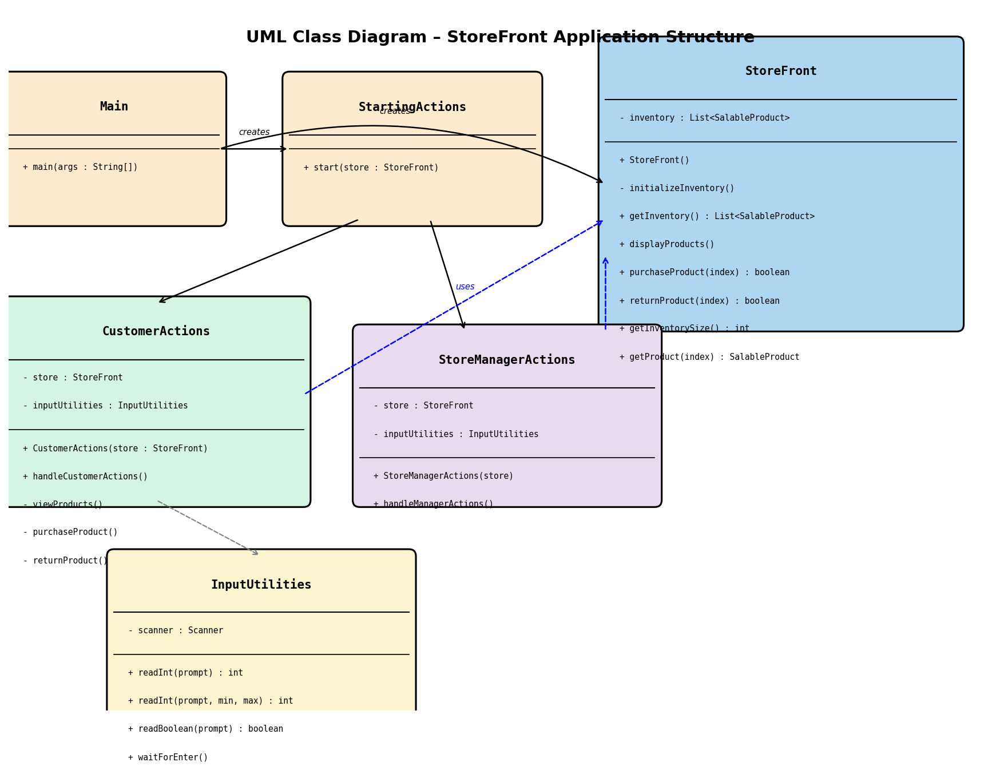 UML Class Diagram – StoreFront Application Structure
Main
+ main(args : String[])
creates
StartingActions
creates
+ start(store : StoreFront)
StoreFront
- inventory : List<SalableProduct>
+ StoreFront()
- initializeInventory()
+ getInventory() : List<SalableProduct>
+ displayProducts()
+ purchaseProduct(index) : boolean
+ returnProduct(index) : boolean
+ getInventorySize() : int
+ getProduct(index) : SalableProduct
uses
CustomerActions
- store : StoreFront
- inputUtilities : InputUtilities
+ CustomerActions(store : StoreFront)
+ handleCustomerActions()
- viewProducts()
- purchaseProduct()
- returnProduct()
StoreManagerActions
- store : StoreFront
- inputUtilities : InputUtilities
+ StoreManagerActions(store)
+ handleManagerActions()
InputUtilities
- scanner : Scanner
+ readInt(prompt) : int
+ readInt(prompt, min, max) : int
+ readBoolean(prompt) : boolean
+ waitForEnter()